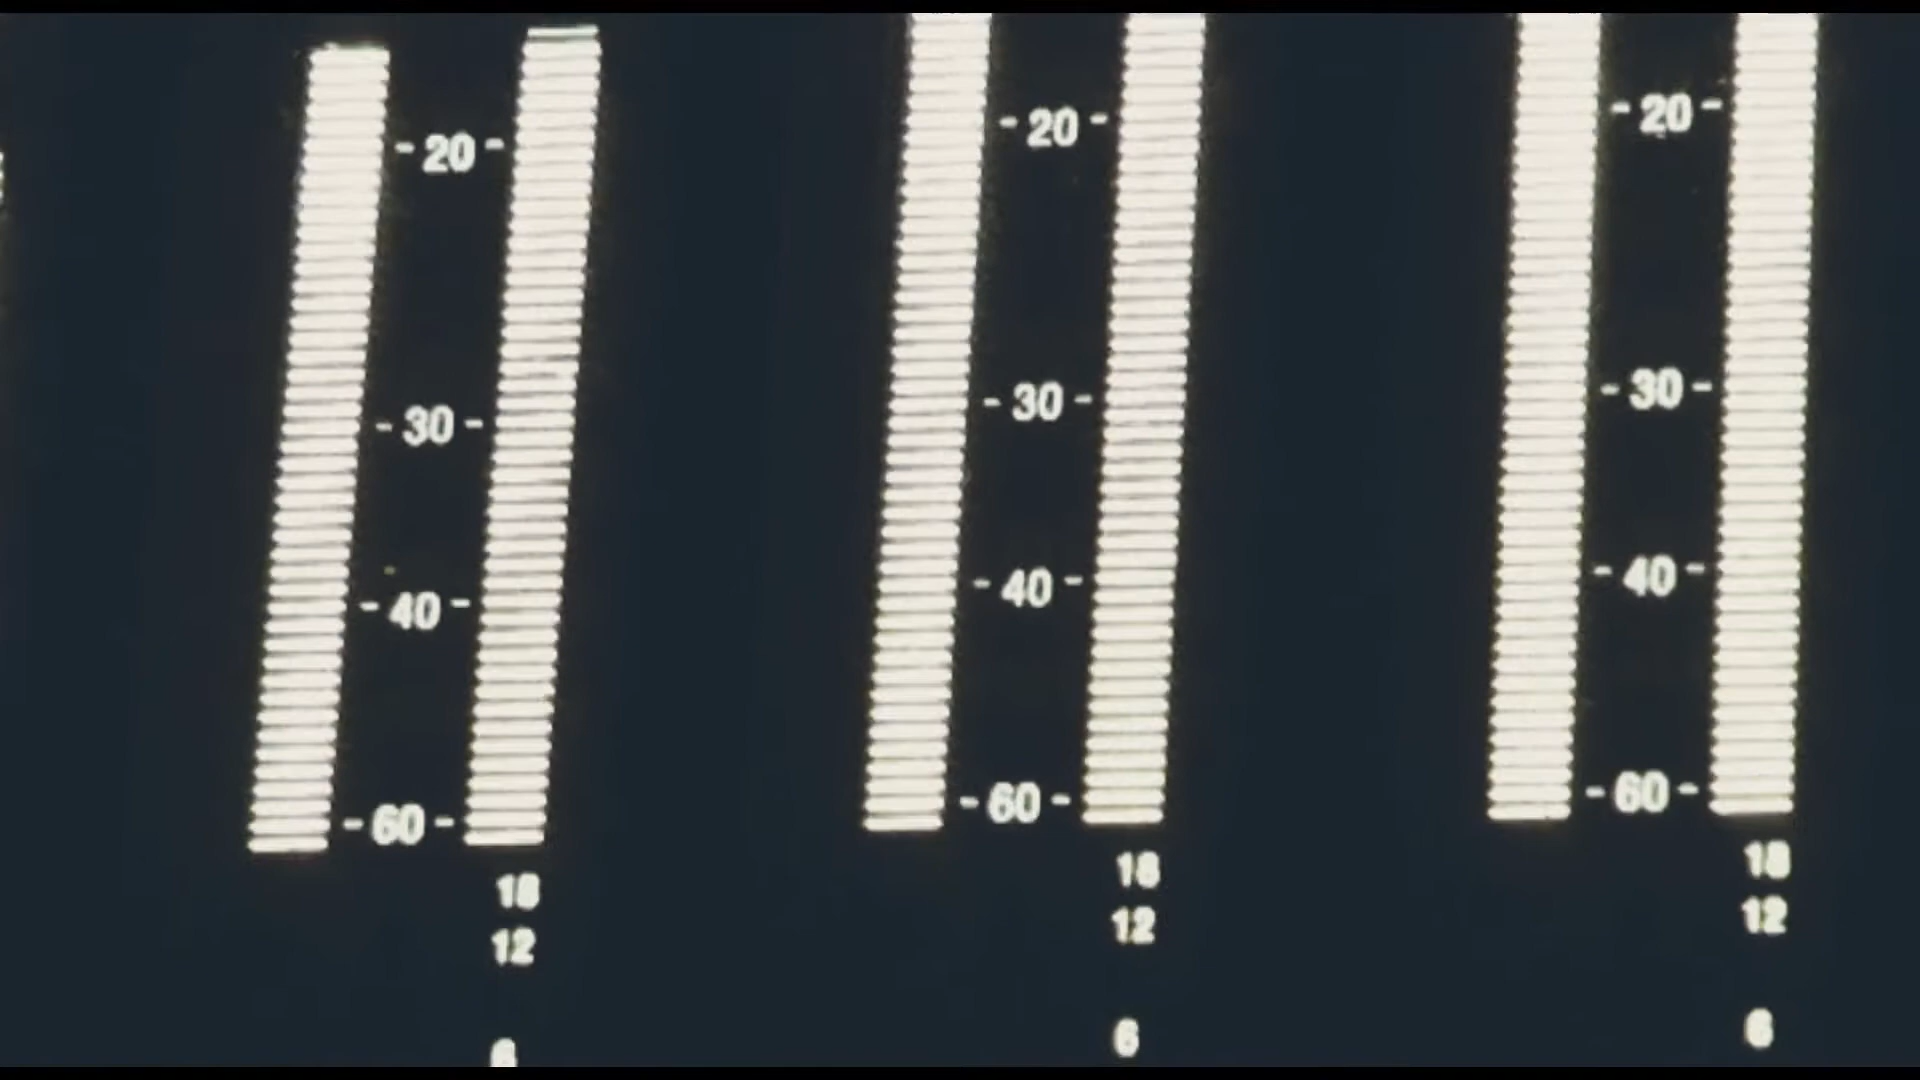 - 20 - - 20 - - 20 -
- 30 - - 30 - - 30 -
- 40 - - 40 - - 40 -
- 60 - - 60 - - 60 -
18 18 18
12 12 12
6 6 6